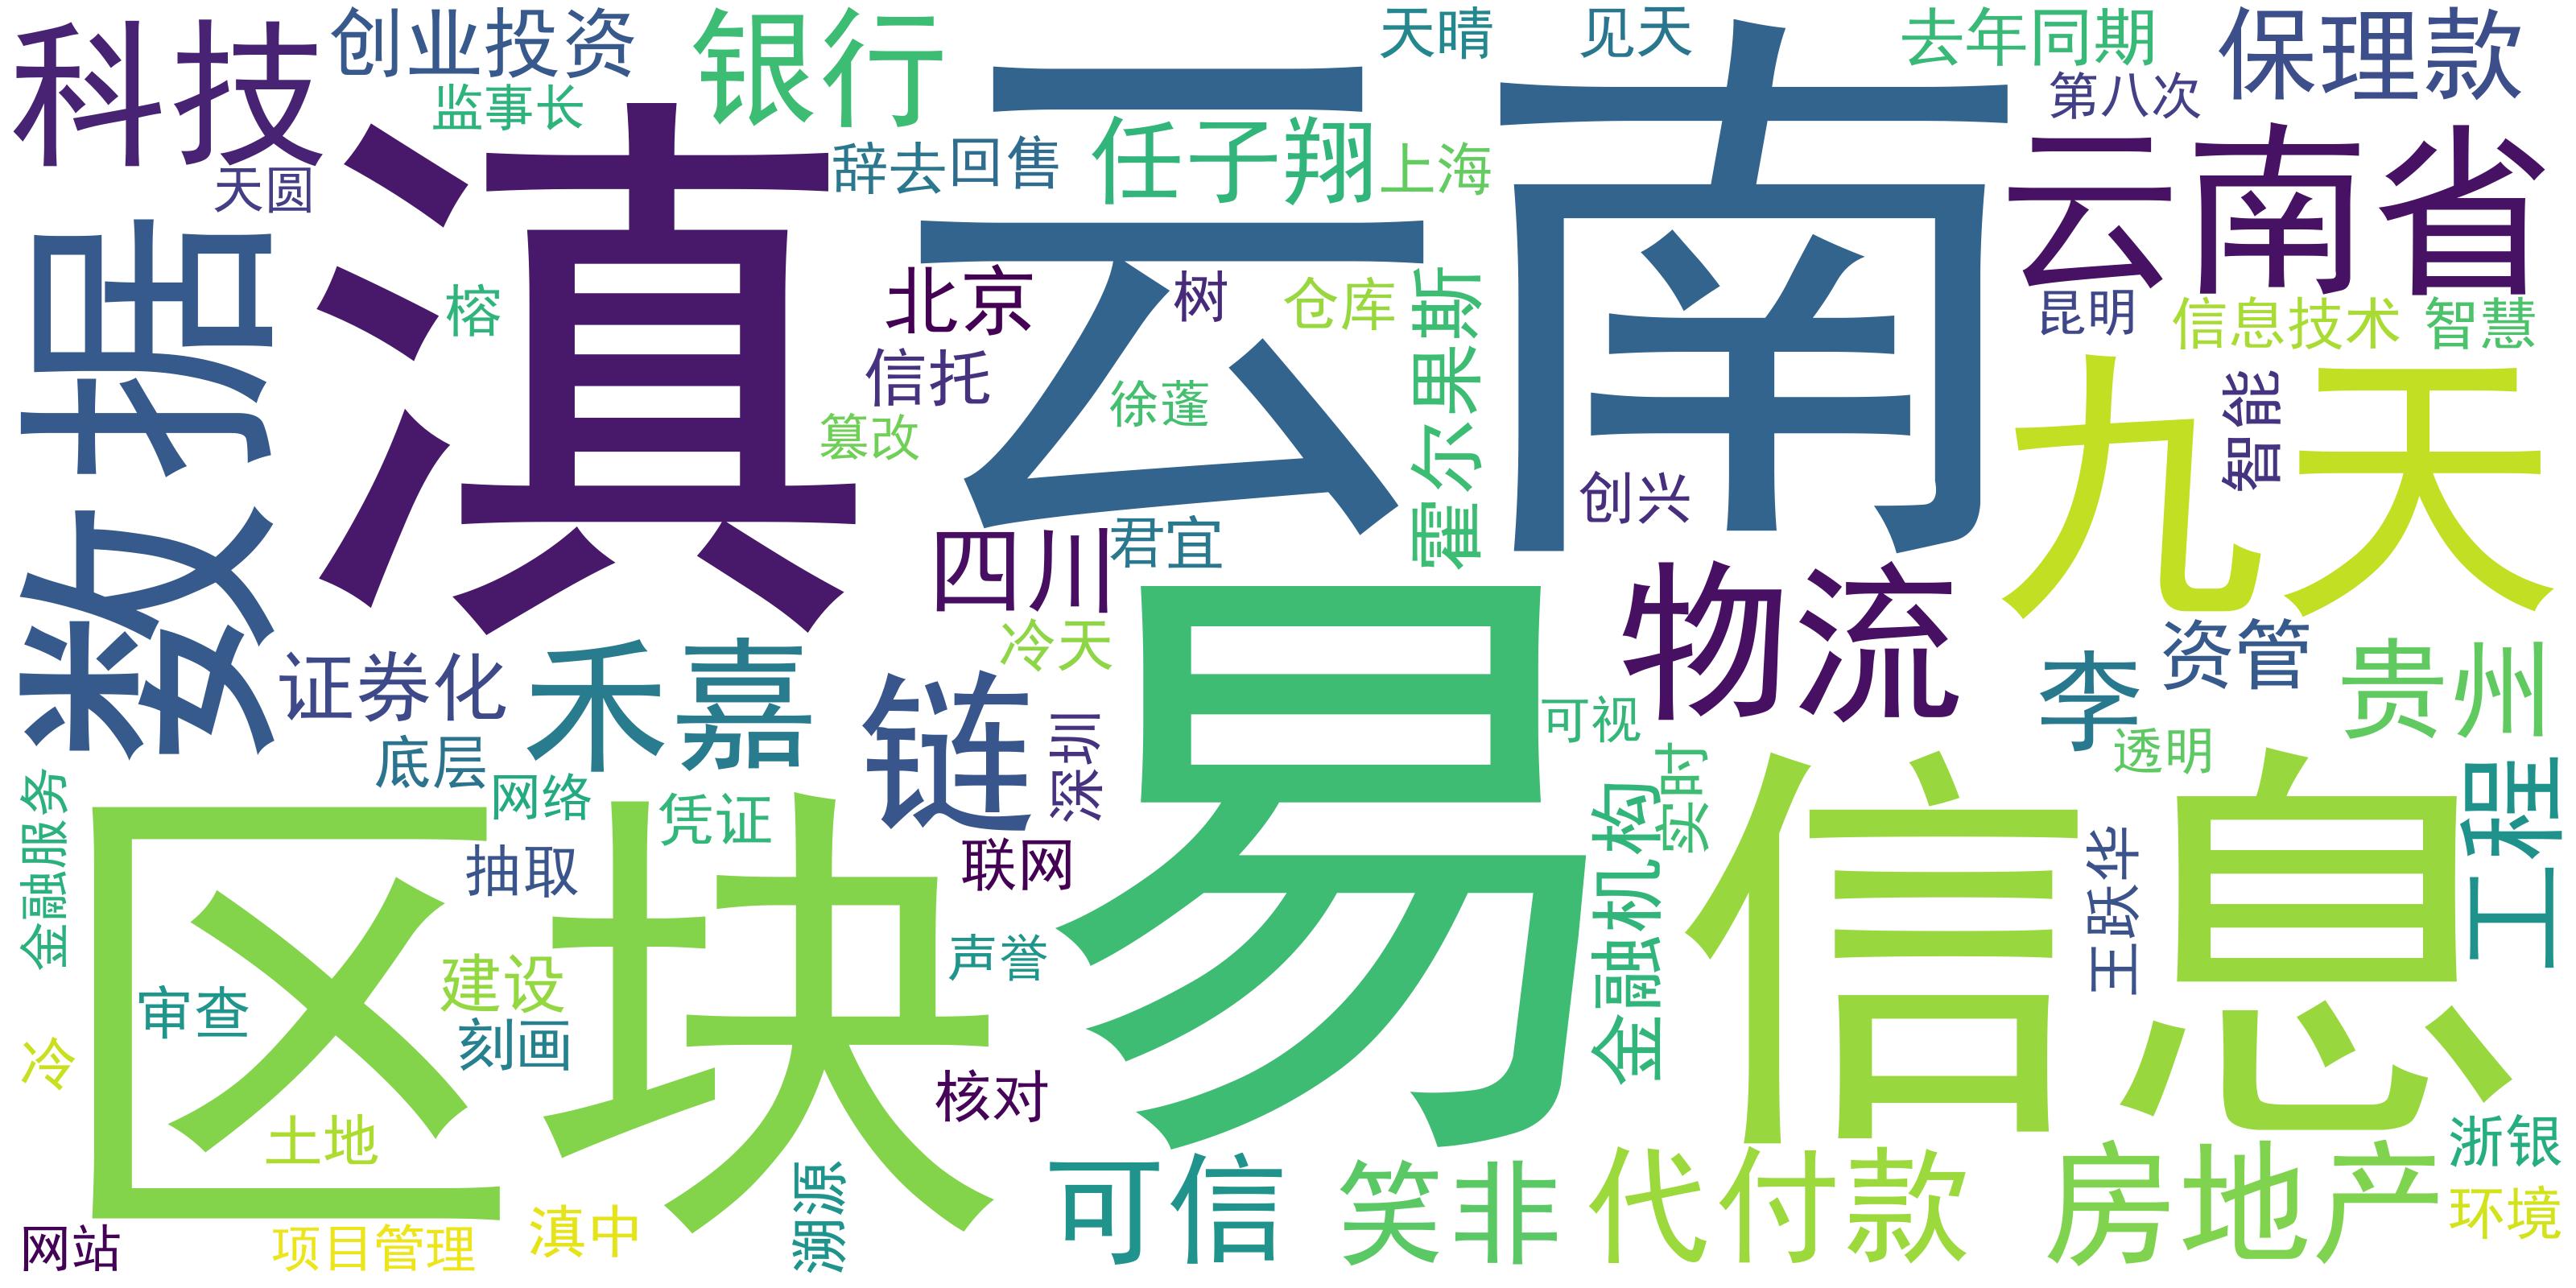 科技
创业投资
监事长
天圆
银行
天晴
见天
去年同期
第八次
保理款
滇
云南
辞去
回售
任子翔
上海
云南省
数据
榕
北京
树
仓库
霍尔果斯
昆明
信息技术
智慧
信托
徐蓬
篡改
智能
九天
创兴
君宜
四川
冷天
物流
易
证券化
禾嘉
链
深圳
可视
李
资管
贵州
透明
底层
网络
凭证
实时
金融服务
区块
抽取
联网
金融机构
信息
王跃华
工程
建设
声誉
审查
刻画
冷
核对
土地
溯源
可信
笑非
代付款
房地产
浙银
环境
网站
项目管理
滇中